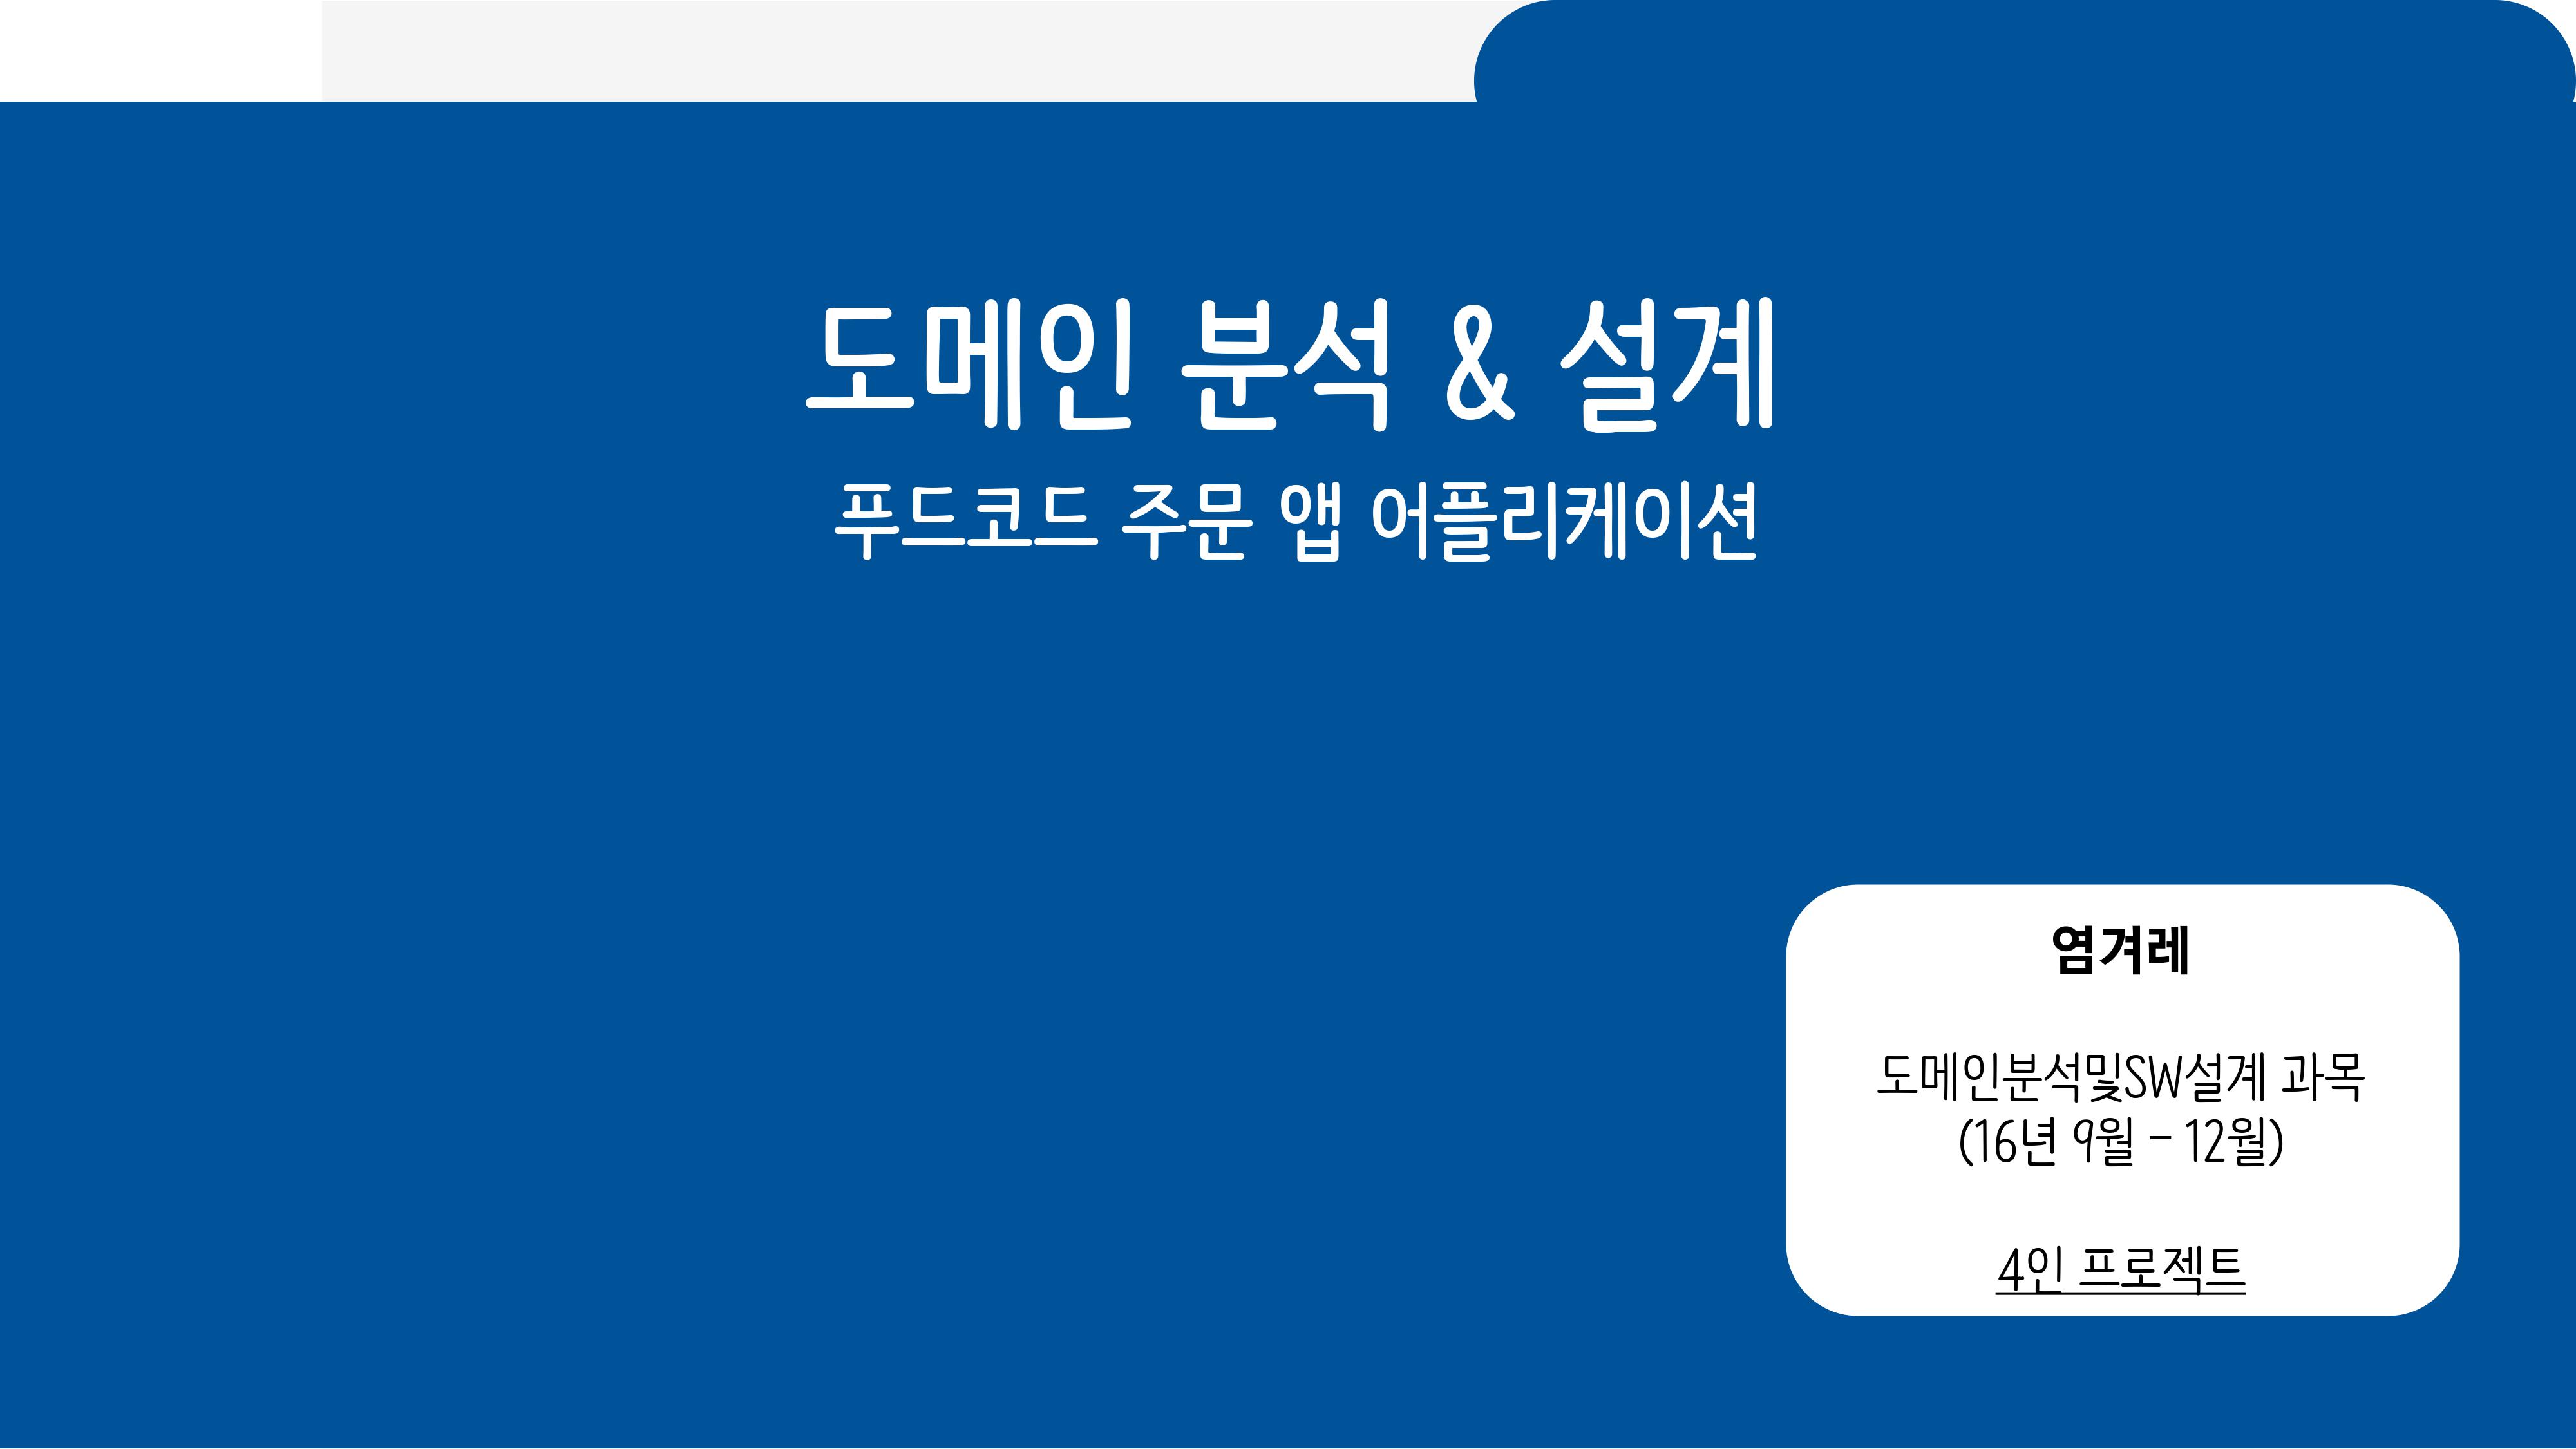 도메인 분석 & 설계
푸드코드 주문 앱 어플리케이션
염겨레
도메인분석및SW설계 과목
(16년 9월 - 12월)
4인 프로젝트